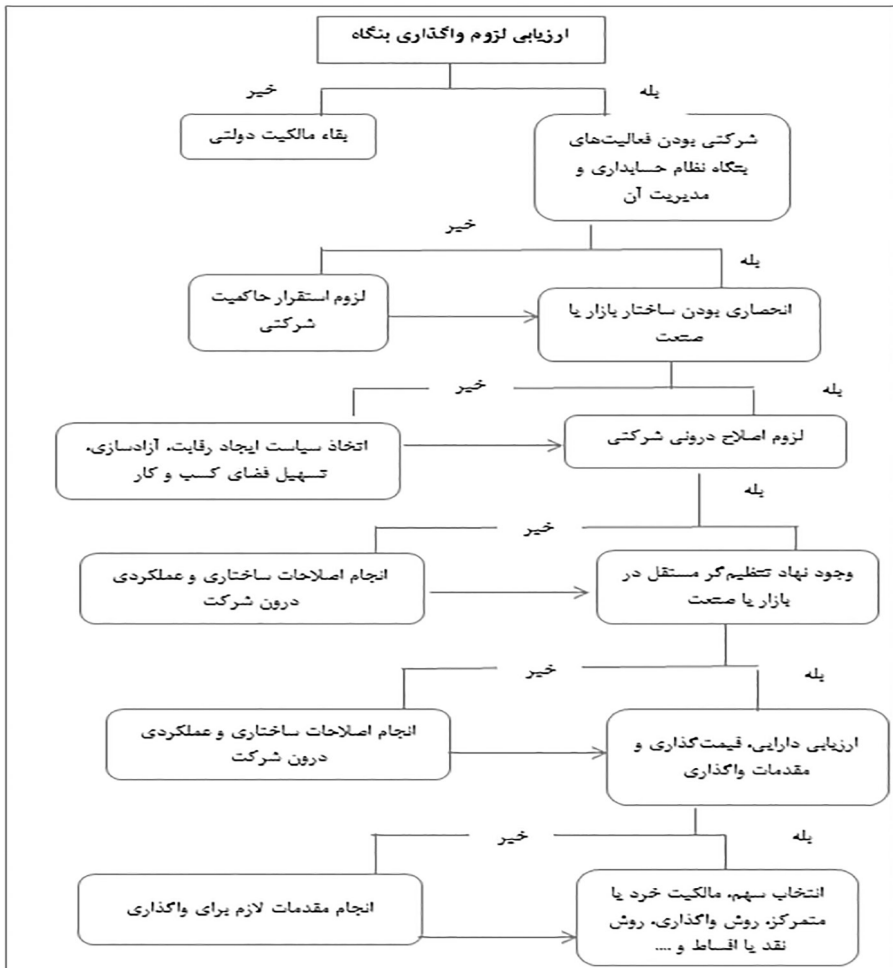 ارزیابی لزوم واگذاری بنگاه
بله
خیر
شرکتی بودن فعالیت‌های
بنگاه نظام حسابداری و
مدیریت آن
بقاء مالکیت دولتی
خیر
بله
انحصاری بودن ساختار بازار یا
صنعت
لزوم استقرار حاکمیت
شرکتی
بله
خیر
لزوم اصلاح درونی شرکتی
اتخاذ سیاست ایجاد رقابت، آزادسازی،
تسهیل فضای کسب و کار
بله
خیر
وجود نهاد تنظیم‌گر مستقل در
بازار یا صنعت
انجام اصلاحات ساختاری و عملکردی
درون شرکت
بله
خیر
ارزیابی دارایی، قیمت‌گذاری و
مقدمات واگذاری
انجام اصلاحات ساختاری و عملکردی
درون شرکت
بله
خیر
انتخاب سهم، مالکیت خرد یا
متمرکز، روش واگذاری، روش
نقد یا اقساط و ....
انجام مقدمات لازم برای واگذاری